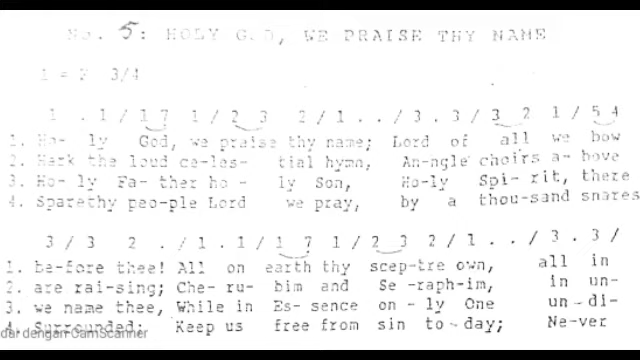 No. 5: HOLY GOD, WE PRAISE THY NAME
1 = F 3/4
1 . 1 / 1 7 1 / 2 3 2 / 1 . . / 3 . 3 / 3 2 1 / 5 4
1. Ho- ly God, we praise thy name; Lord of all we bow
2. Hark the loud ce-les- tial hymn, An-ngle choirs a- bove
3. Ho- ly Fa- ther ho - ly Son, Ho-ly Spi- rit, there
4. Sparethy peo-ple Lord we pray, by a thou-sand snares
3 / 3 2 . / 1 . 1 / 1 7 1 / 2 3 2 / 1 . . / 3 . 3 /
1. be-fore thee! All on earth thy scep-tre own, all in
2. are rai-sing; Che- ru- bim and Se -raph-im, in un-
3. we name thee, While in Es- sence on - ly One un - di-
4. Surrounded: Keep us free from sin to-day; Ne-ver
dai dengan CamScanner